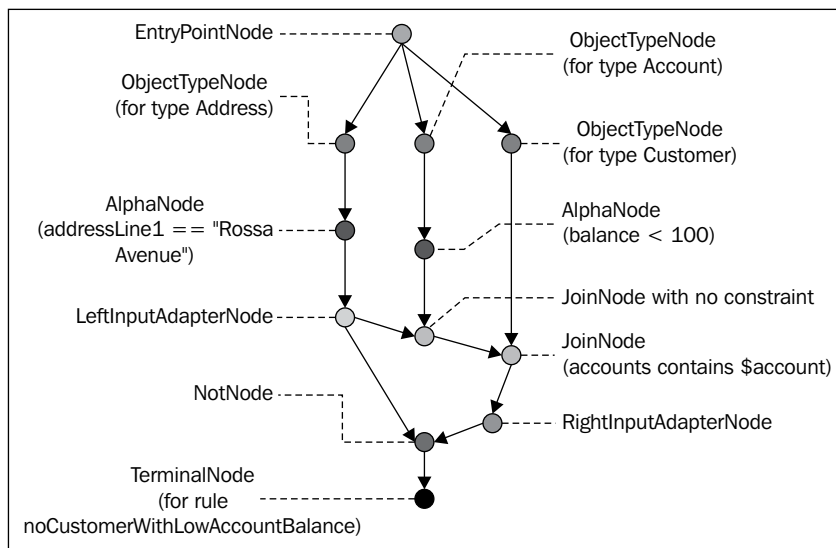 EntryPointNode
ObjectTypeNode
(for type Account)
ObjectTypeNode
(for type Address)
ObjectTypeNode
(for type Customer)
AlphaNode
(addressLine1 == "Rossa
Avenue")
AlphaNode
(balance < 100)
LeftInputAdapterNode
JoinNode with no constraint
JoinNode
(accounts contains $account)
NotNode
RightInputAdapterNode
TerminalNode
(for rule
noCustomerWithLowAccountBalance)